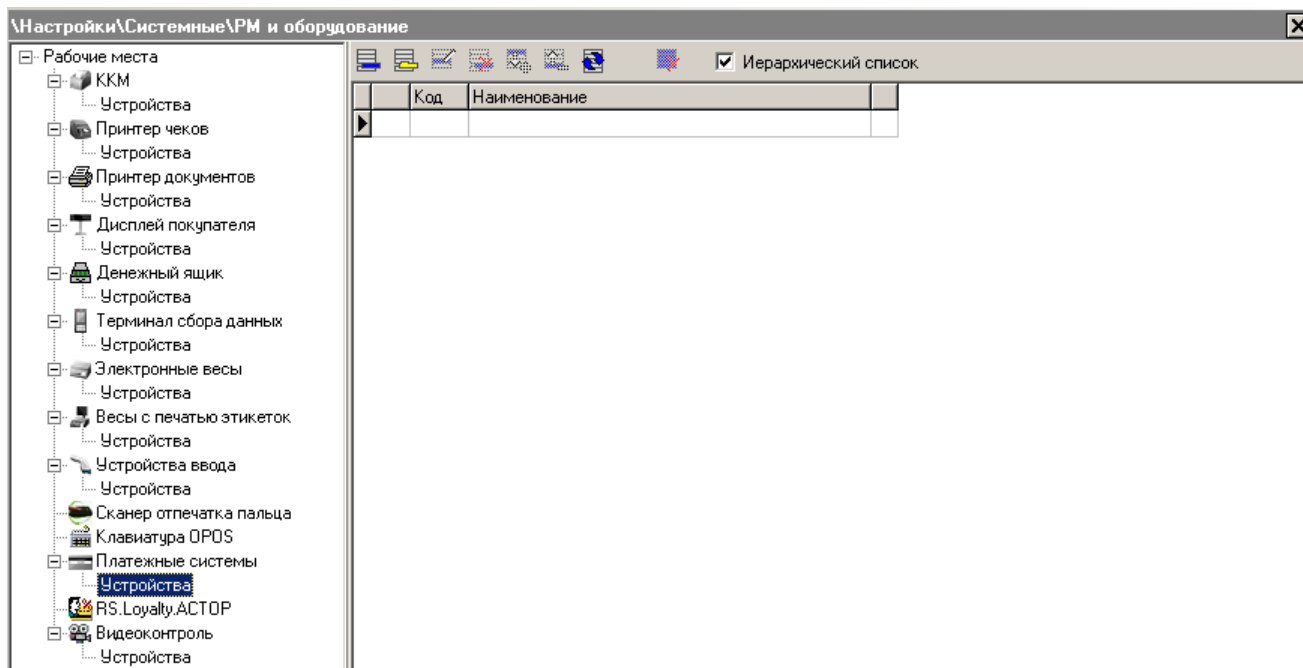 \Настройки\Системные\РМ и оборудование
Рабочие места
ККМ
Устройства
Принтер чеков
Устройства
Принтер документов
Устройства
Дисплей покупателя
Устройства
Денежный ящик
Устройства
Терминал сбора данных
Устройства
Электронные весы
Устройства
Весы с печатью этикеток
Устройства
Устройства ввода
Устройства
Сканер отпечатка пальца
Клавиатура OPOS
Платежные системы
Устройства
RS.Loyalty.АСТОР
Видеоконтроль
Устройства
Иерархический список
Код Наименование